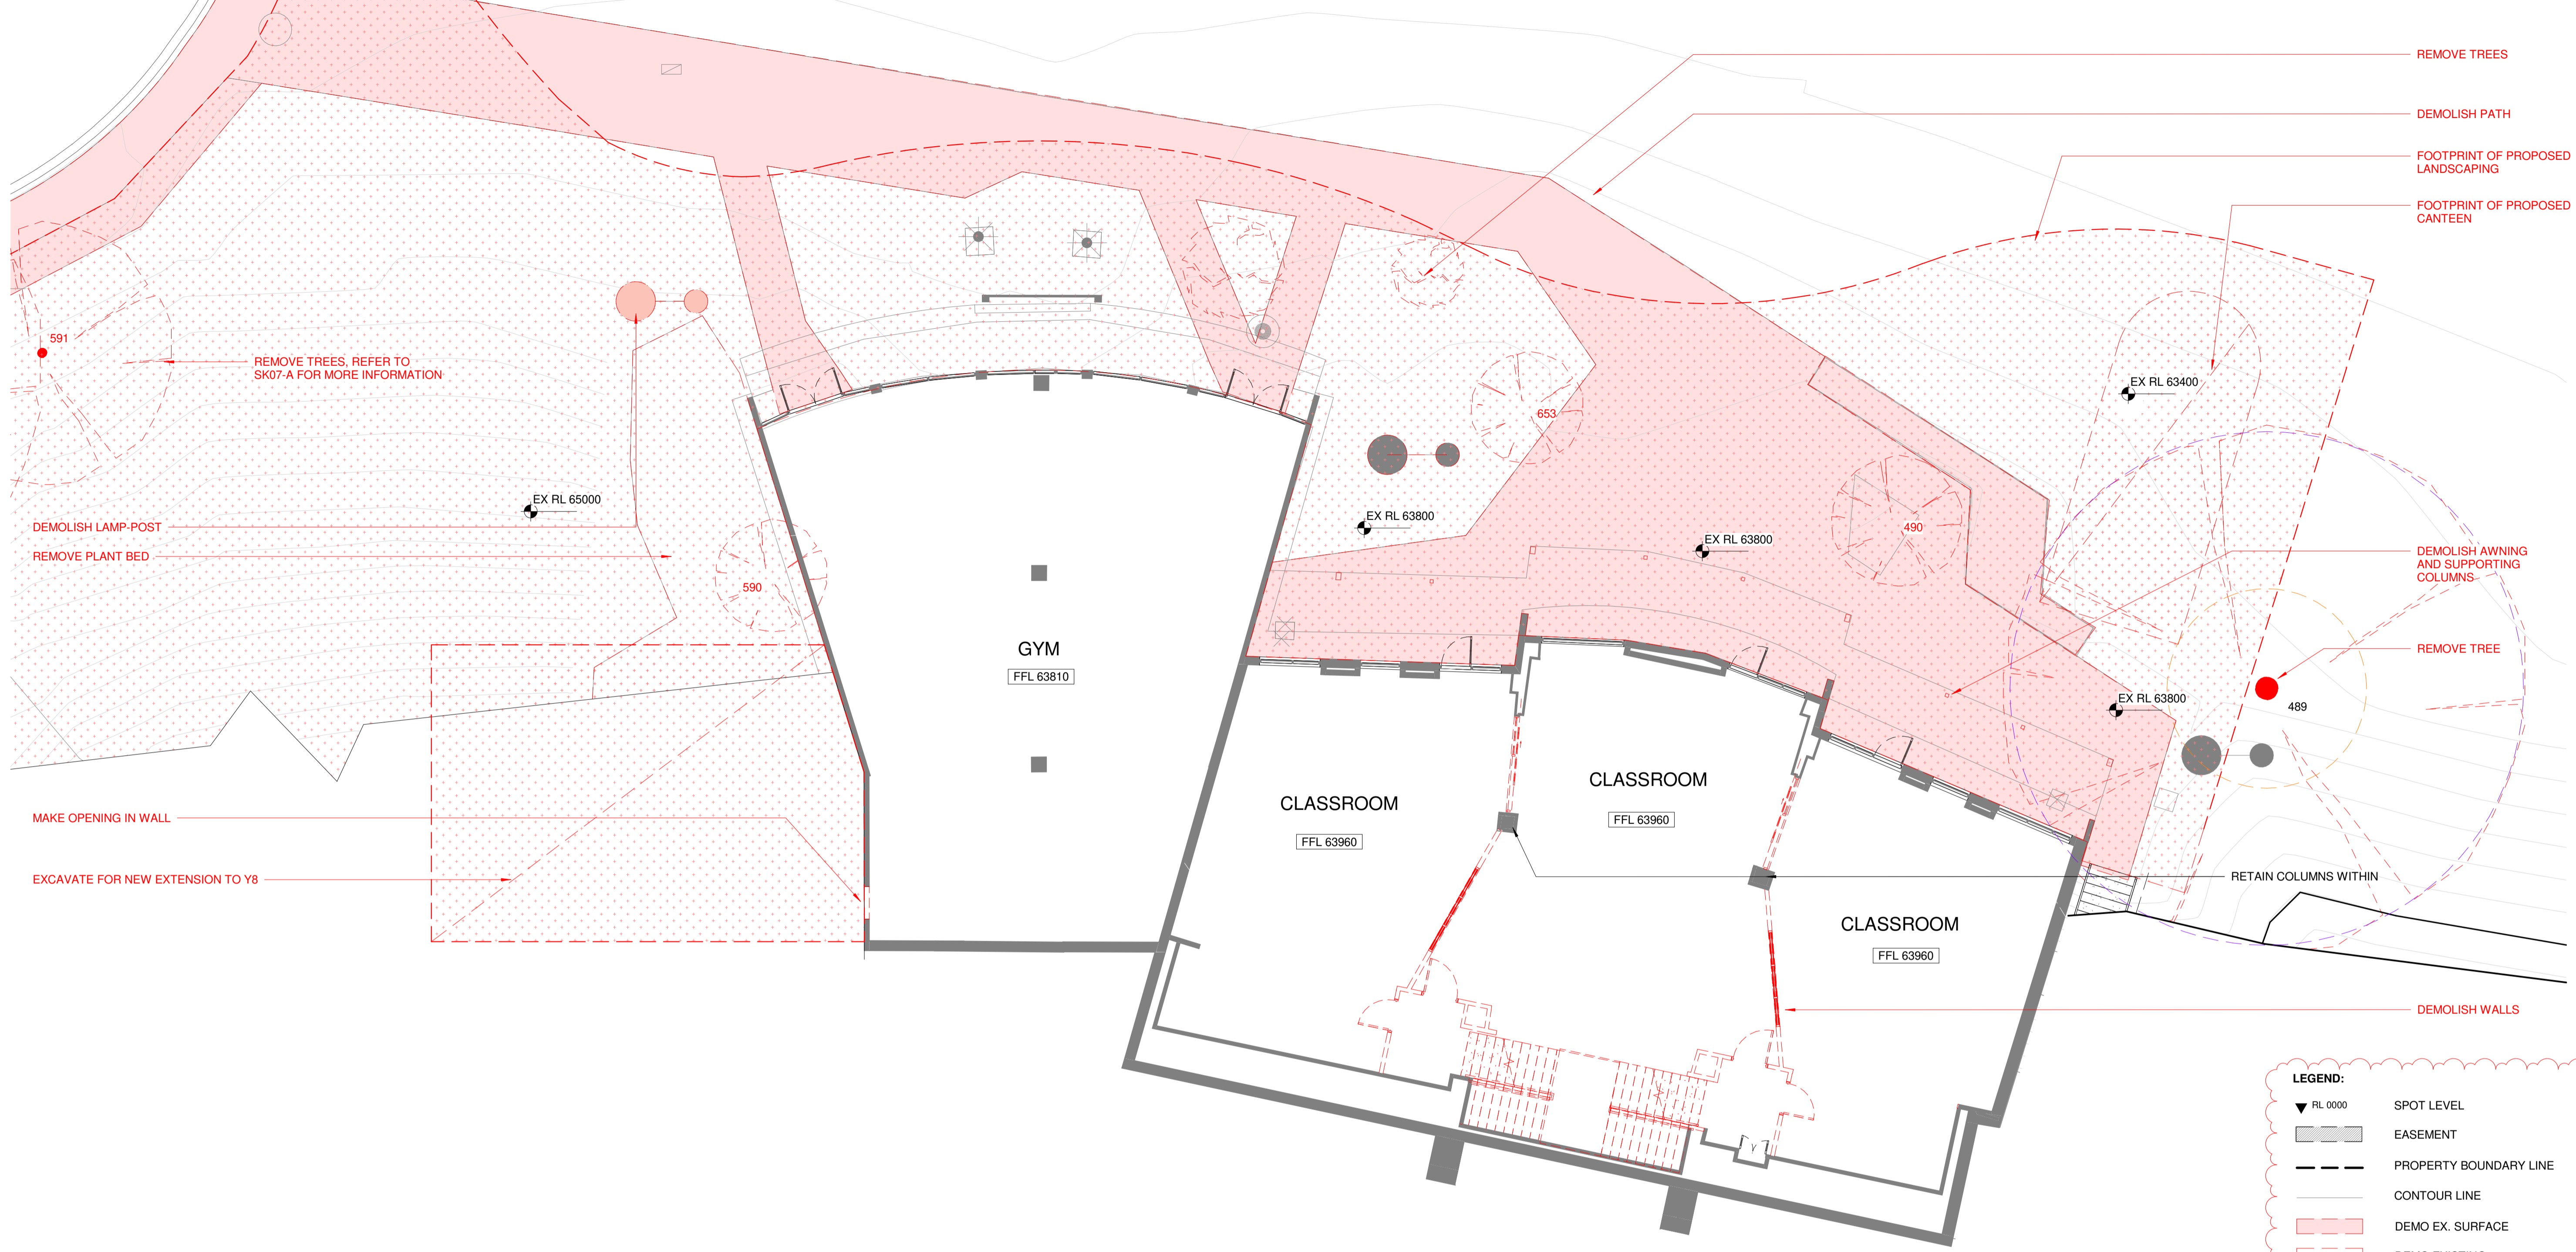 REMOVE TREES
DEMOLISH PATH
FOOTPRINT OF PROPOSED
LANDSCAPING
FOOTPRINT OF PROPOSED
CANTEEN
591
REMOVE TREES, REFER TO
SK07-A FOR MORE INFORMATION
EX RL 63400
653
EX RL 65000
DEMOLISH LAMP-POST
REMOVE PLANT BED
590
EX RL 63800
EX RL 63800
490
DEMOLISH AWNING
AND SUPPORTING
COLUMNS
GYM
FFL 63810
REMOVE TREE
EX RL 63800
489
CLASSROOM
FFL 63960
CLASSROOM
FFL 63960
MAKE OPENING IN WALL
EXCAVATE FOR NEW EXTENSION TO Y8
RETAIN COLUMNS WITHIN
CLASSROOM
FFL 63960
DEMOLISH WALLS
LEGEND:
RL 0000 SPOT LEVEL
EASEMENT
PROPERTY BOUNDARY LINE
CONTOUR LINE
DEMO EX. SURFACE